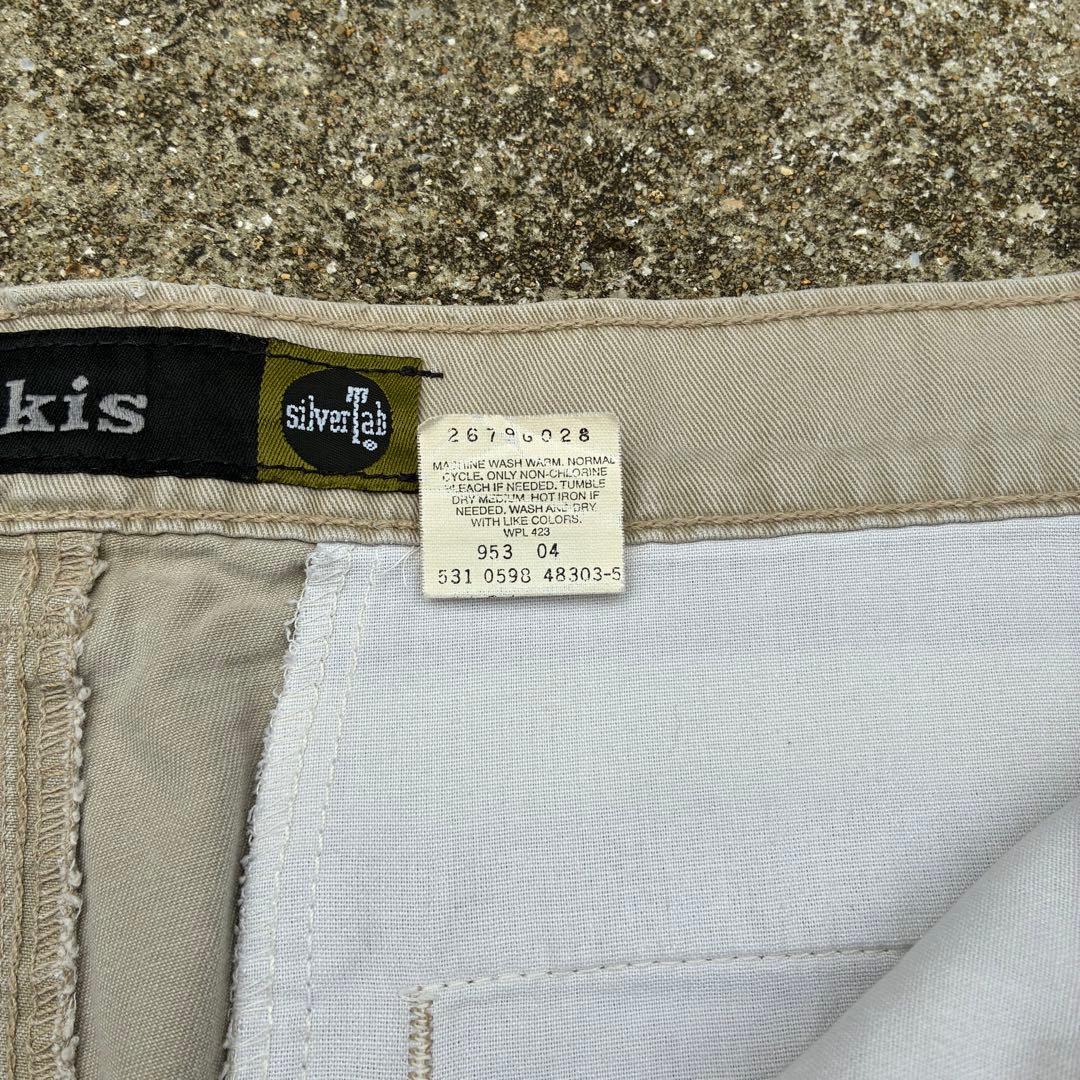 kis
silverTab
®
26796028
MACHINE WASH WARM. NORMAL
CYCLE. ONLY NON-CHLORINE
BLEACH IF NEEDED. TUMBLE
DRY MEDIUM. HOT IRON IF
NEEDED. WASH AND DRY
WITH LIKE COLORS.
WPL 423
953 04
531 0598 48303-5